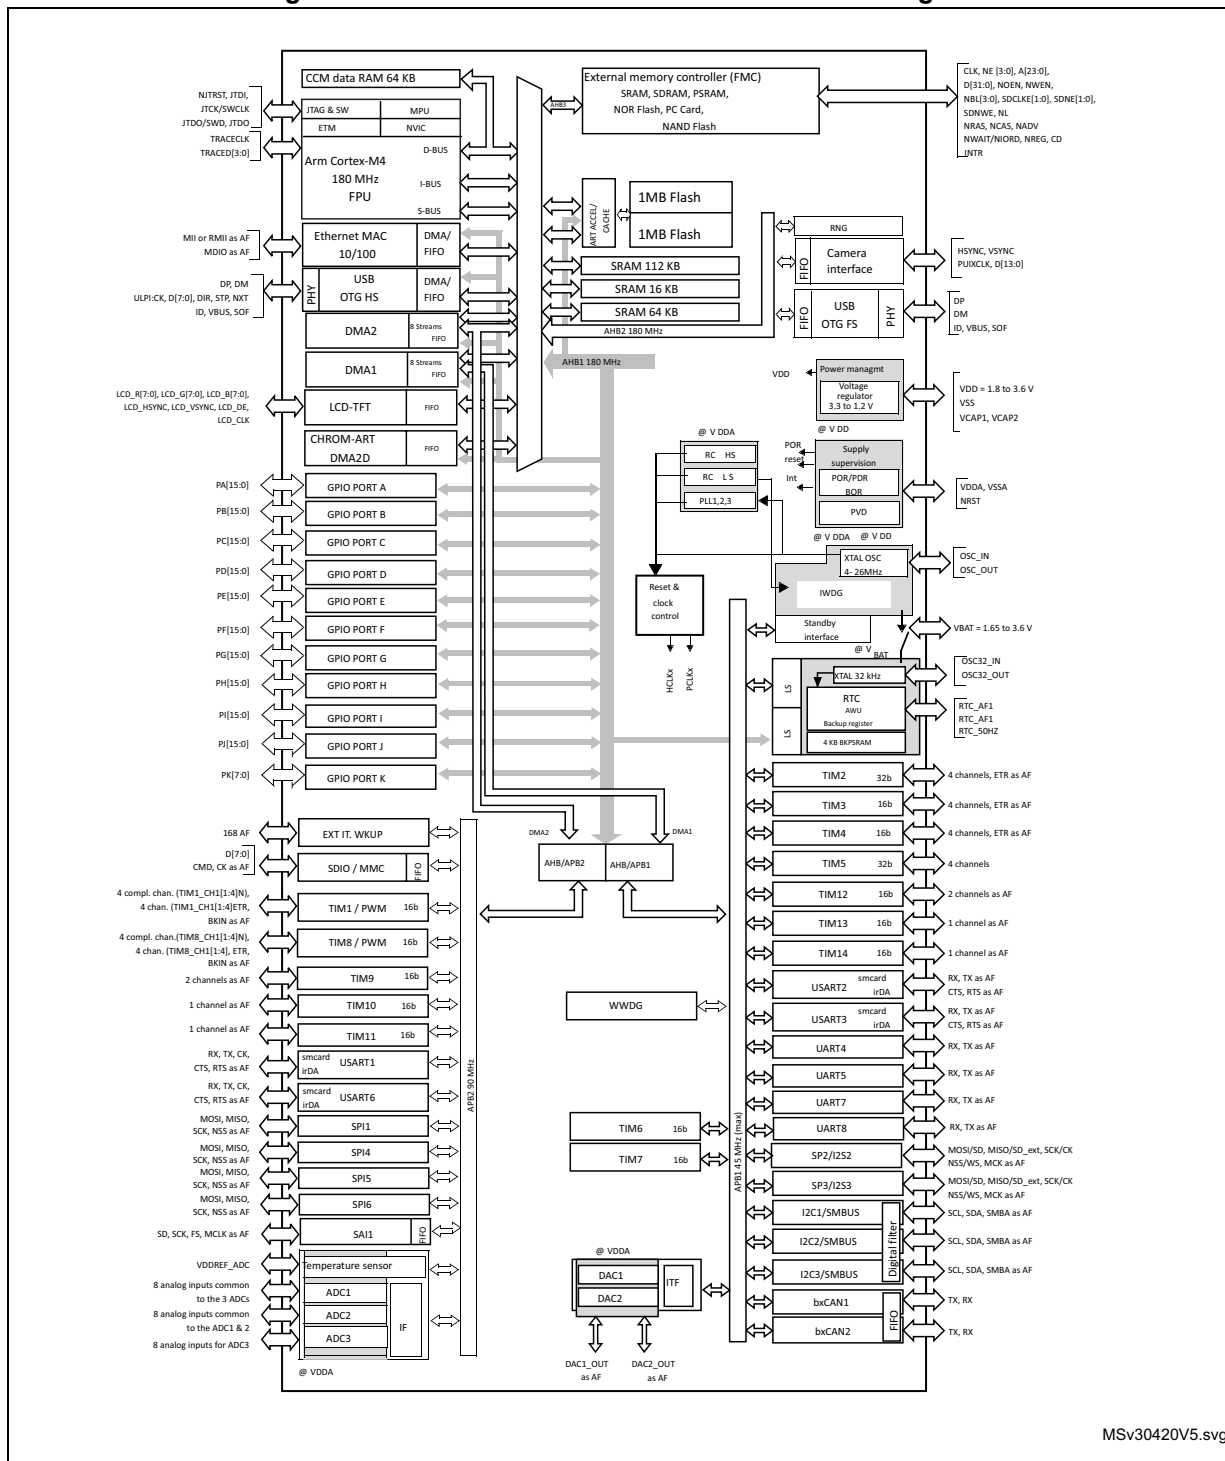 CCM data RAM 64 KB
External memory controller (FMC)
SRAM, SDRAM, PSRAM,
NOR Flash, PC Card,
NAND Flash
AHB3
CLK, NE [3:0], A[23:0],
D[31:0], NOEN, NWEN,
NBL[3:0], SDCLKE[1:0], SDNE[1:0],
SDNWE, NL
NRAS, NCAS, NADV
NWAIT/NIORD, NREG, CD
INTR
NJTRST, JTDI,
JTCK/SWCLK
JTDO/SWD, JTDO
TRACECLK
TRACED[3:0]
JTAG & SW
MPU
ETM
NVIC
D-BUS
Arm Cortex-M4
180 MHz
FPU
I-BUS
S-BUS
ART ACCEL/
CACHE
1MB Flash
1MB Flash
SRAM 112 KB
SRAM 16 KB
SRAM 64 KB
AHB2 180 MHz
AHB1 180 MHz
MII or RMII as AF
MDIO as AF
Ethernet MAC
10/100
DMA/
FIFO
DP, DM
ULPI:CK, D[7:0], DIR, STP, NXT
ID, VBUS, SOF
PHY
USB
OTG HS
DMA/
FIFO
DMA2
8 Streams
FIFO
DMA1
8 Streams
FIFO
LCD_R[7:0], LCD_G[7:0], LCD_B[7:0],
LCD_HSYNC, LCD_VSYNC, LCD_DE,
LCD_CLK
LCD-TFT
FIFO
CHROM-ART
DMA2D
FIFO
RNG
FIFO
Camera
interface
HSYNC, VSYNC
PUIXCLK, D[13:0]
FIFO
USB
OTG FS
PHY
DP
DM
ID, VBUS, SOF
VDD
Power managmt
Voltage
regulator
3.3 to 1.2 V
VDD = 1.8 to 3.6 V
VSS
VCAP1, VCAP2
@ V DD
@ V DDA
RC HS
RC L S
PLL1,2,3
POR
reset
Int
Supply
supervision
POR/PDR
BOR
PVD
VDDA, VSSA
NRST
@ V DDA
@ V DD
XTAL OSC
4- 26MHz
OSC_IN
OSC_OUT
IWDG
Reset &
clock
control
HCLKx
PCLKx
Standby
interface
VBAT = 1.65 to 3.6 V
@ V BAT
LS
LS
XTAL 32 kHz
RTC
AWU
Backup register
4 KB BKPSRAM
OSC32_IN
OSC32_OUT
RTC_AF1
RTC_AF1
RTC_50HZ
PA[15:0]
GPIO PORT A
PB[15:0]
GPIO PORT B
PC[15:0]
GPIO PORT C
PD[15:0]
GPIO PORT D
PE[15:0]
GPIO PORT E
PF[15:0]
GPIO PORT F
PG[15:0]
GPIO PORT G
PH[15:0]
GPIO PORT H
PI[15:0]
GPIO PORT I
PJ[15:0]
GPIO PORT J
PK[7:0]
GPIO PORT K
DMA2
DMA1
AHB/APB2
AHB/APB1
168 AF
EXT IT. WKUP
D[7:0]
CMD, CK as AF
SDIO / MMC
FIFO
4 compl. chan. (TIM1_CH1[1:4]N),
4 chan. (TIM1_CH1[1:4]ETR,
BKIN as AF
TIM1 / PWM
16b
4 compl. chan.(TIM8_CH1[1:4]N),
4 chan. (TIM8_CH1[1:4], ETR,
BKIN as AF
TIM8 / PWM
16b
2 channels as AF
TIM9
16b
1 channel as AF
TIM10
16b
1 channel as AF
TIM11
16b
RX, TX, CK,
CTS, RTS as AF
smcard
irDA
USART1
RX, TX, CK,
CTS, RTS as AF
smcard
irDA
USART6
MOSI, MISO,
SCK, NSS as AF
SPI1
MOSI, MISO,
SCK, NSS as AF
SPI4
MOSI, MISO,
SCK, NSS as AF
SPI5
MOSI, MISO,
SCK, NSS as AF
SPI6
SD, SCK, FS, MCLK as AF
SAI1
FIFO
VDDREF_ADC
Temperature sensor
8 analog inputs common
to the 3 ADCs
ADC1
8 analog inputs common
to the ADC1 & 2
ADC2
8 analog inputs for ADC3
ADC3
IF
@ VDDA
APB2 90 MHz
WWDG
TIM6
16b
TIM7
16b
@ VDDA
DAC1
DAC2
ITF
DAC1_OUT
as AF
DAC2_OUT
as AF
APB1 45 MHz (max)
TIM2
32b
4 channels, ETR as AF
TIM3
16b
4 channels, ETR as AF
TIM4
16b
4 channels, ETR as AF
TIM5
32b
4 channels
TIM12
16b
2 channels as AF
TIM13
16b
1 channel as AF
TIM14
16b
1 channel as AF
USART2
smcard
irDA
RX, TX as AF
CTS, RTS as AF
USART3
smcard
irDA
RX, TX as AF
CTS, RTS as AF
UART4
RX, TX as AF
UART5
RX, TX as AF
UART7
RX, TX as AF
UART8
RX, TX as AF
SP2/I2S2
MOSI/SD, MISO/SD_ext, SCK/CK
NSS/WS, MCK as AF
SP3/I2S3
MOSI/SD, MISO/SD_ext, SCK/CK
NSS/WS, MCK as AF
I2C1/SMBUS
SCL, SDA, SMBA as AF
I2C2/SMBUS
SCL, SDA, SMBA as AF
I2C3/SMBUS
SCL, SDA, SMBA as AF
Digital filter
bxCAN1
TX, RX
bxCAN2
TX, RX
FIFO
MSv30420V5.svg